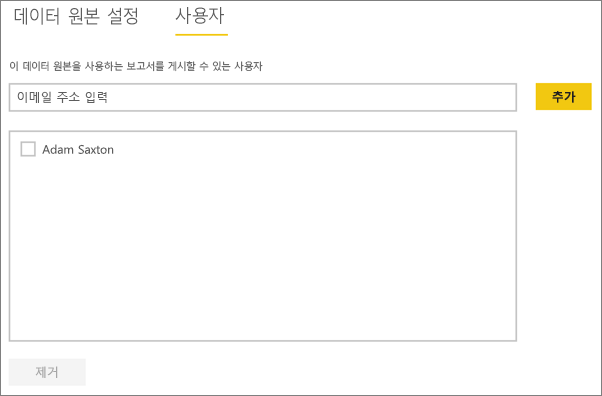 데이터 원본 설정 사용자
이 데이터 원본을 사용하는 보고서를 게시할 수 있는 사용자
이메일 주소 입력 추가
Adam Saxton
제거